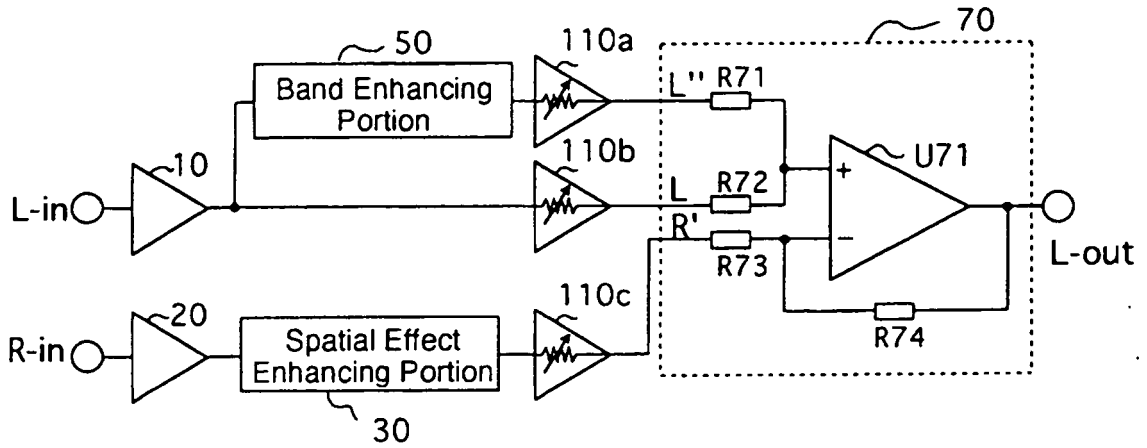 50
Band Enhancing
Portion
110a
70
L'' R71
10
110b
U71
+
L-in
L R72
R' R73
−
L-out
20
110c
R74
R-in
Spatial Effect
Enhancing Portion
30